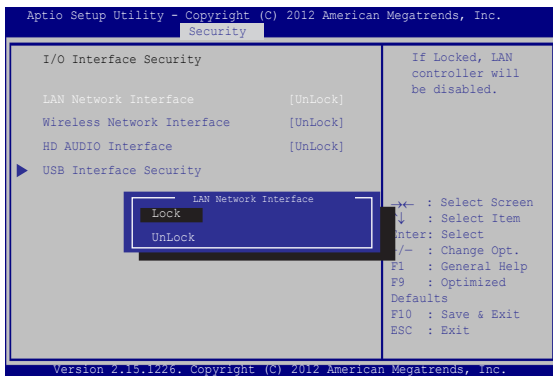 Aptio Setup Utility - Copyright (C) 2012 American Megatrends, Inc.
Security
I/O Interface Security
LAN Network Interface [UnLock]
Wireless Network Interface [UnLock]
HD AUDIO Interface [UnLock]
USB Interface Security
If Locked, LAN
controller will
be disabled.
LAN Network Interface
Lock
UnLock
→← : Select Screen
↑↓ : Select Item
Enter: Select
+/— : Change Opt.
F1 : General Help
F9 : Optimized
Defaults
F10 : Save & Exit
ESC : Exit
Version 2.15.1226. Copyright (C) 2012 American Megatrends, Inc.